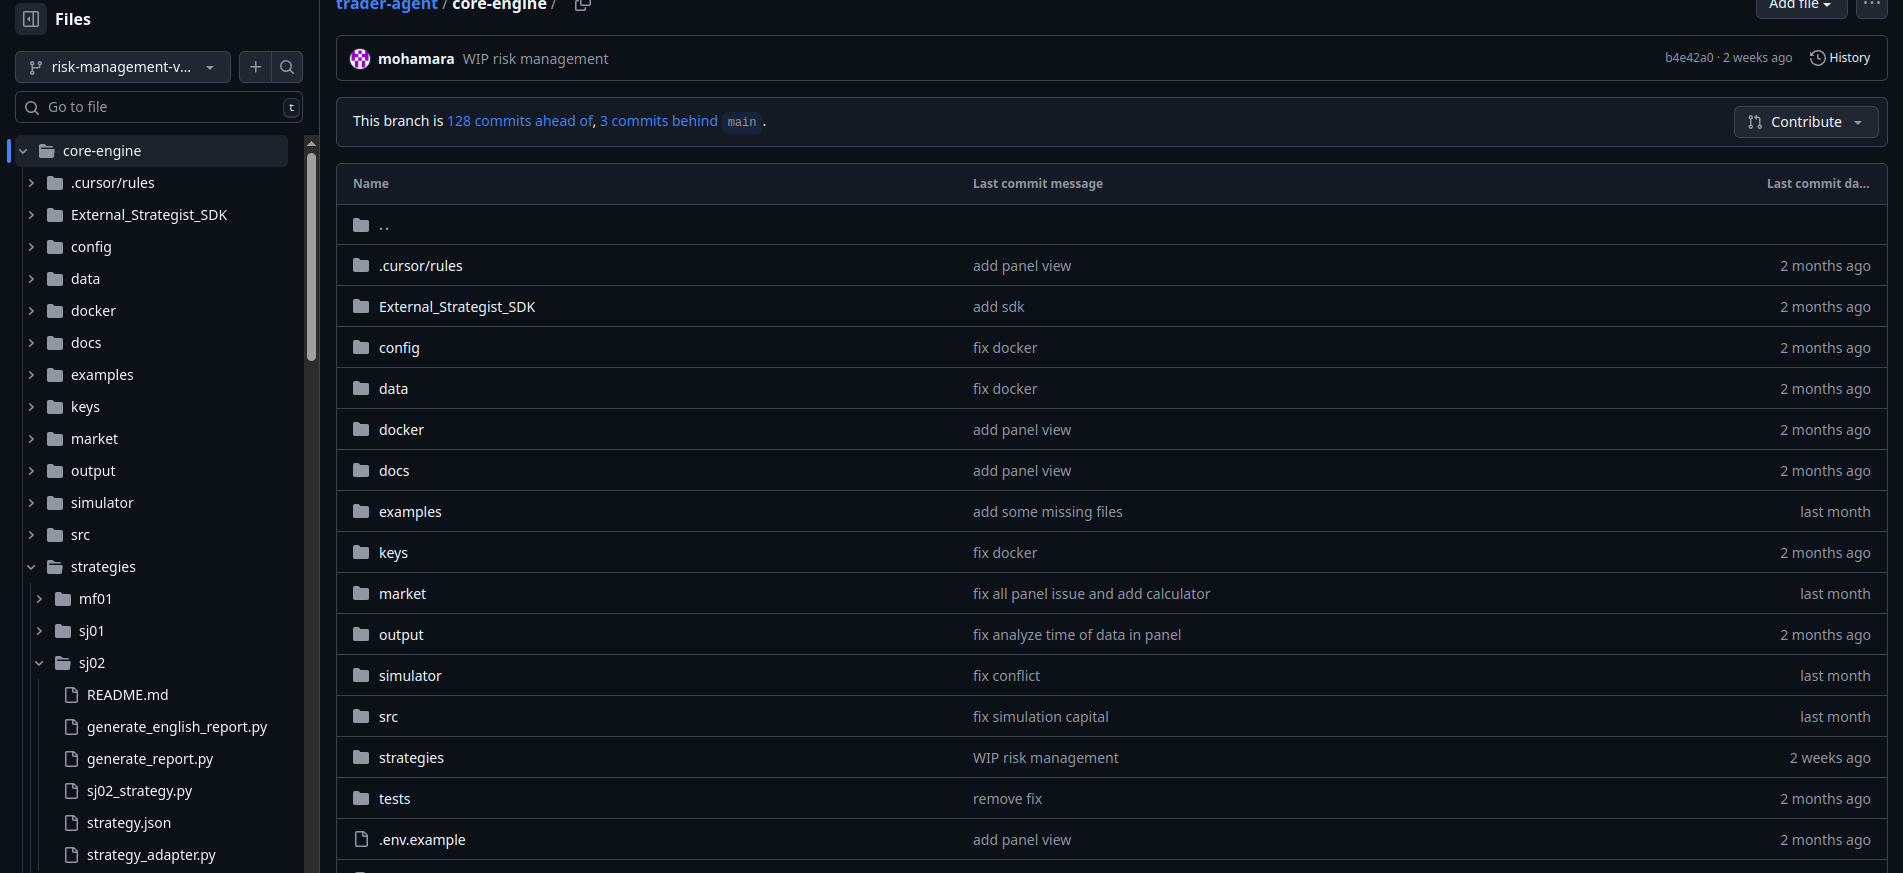 Files
risk-management-v...
Go to file
t
core-engine
.cursor/rules
External_Strategist_SDK
config
data
docker
docs
examples
keys
market
output
simulator
src
strategies
mf01
sj01
sj02
README.md
generate_english_report.py
generate_report.py
sj02_strategy.py
strategy.json
strategy_adapter.py
trader-agent / core-engine /
Add file
mohamara WIP risk management
b4e42a0 · 2 weeks ago History
This branch is 128 commits ahead of, 3 commits behind main .
Contribute
Name Last commit message Last commit da...
..
.cursor/rules add panel view 2 months ago
External_Strategist_SDK add sdk 2 months ago
config fix docker 2 months ago
data fix docker 2 months ago
docker add panel view 2 months ago
docs add panel view 2 months ago
examples add some missing files last month
keys fix docker 2 months ago
market fix all panel issue and add calculator last month
output fix analyze time of data in panel 2 months ago
simulator fix conflict last month
src fix simulation capital last month
strategies WIP risk management 2 weeks ago
tests remove fix 2 months ago
.env.example add panel view 2 months ago